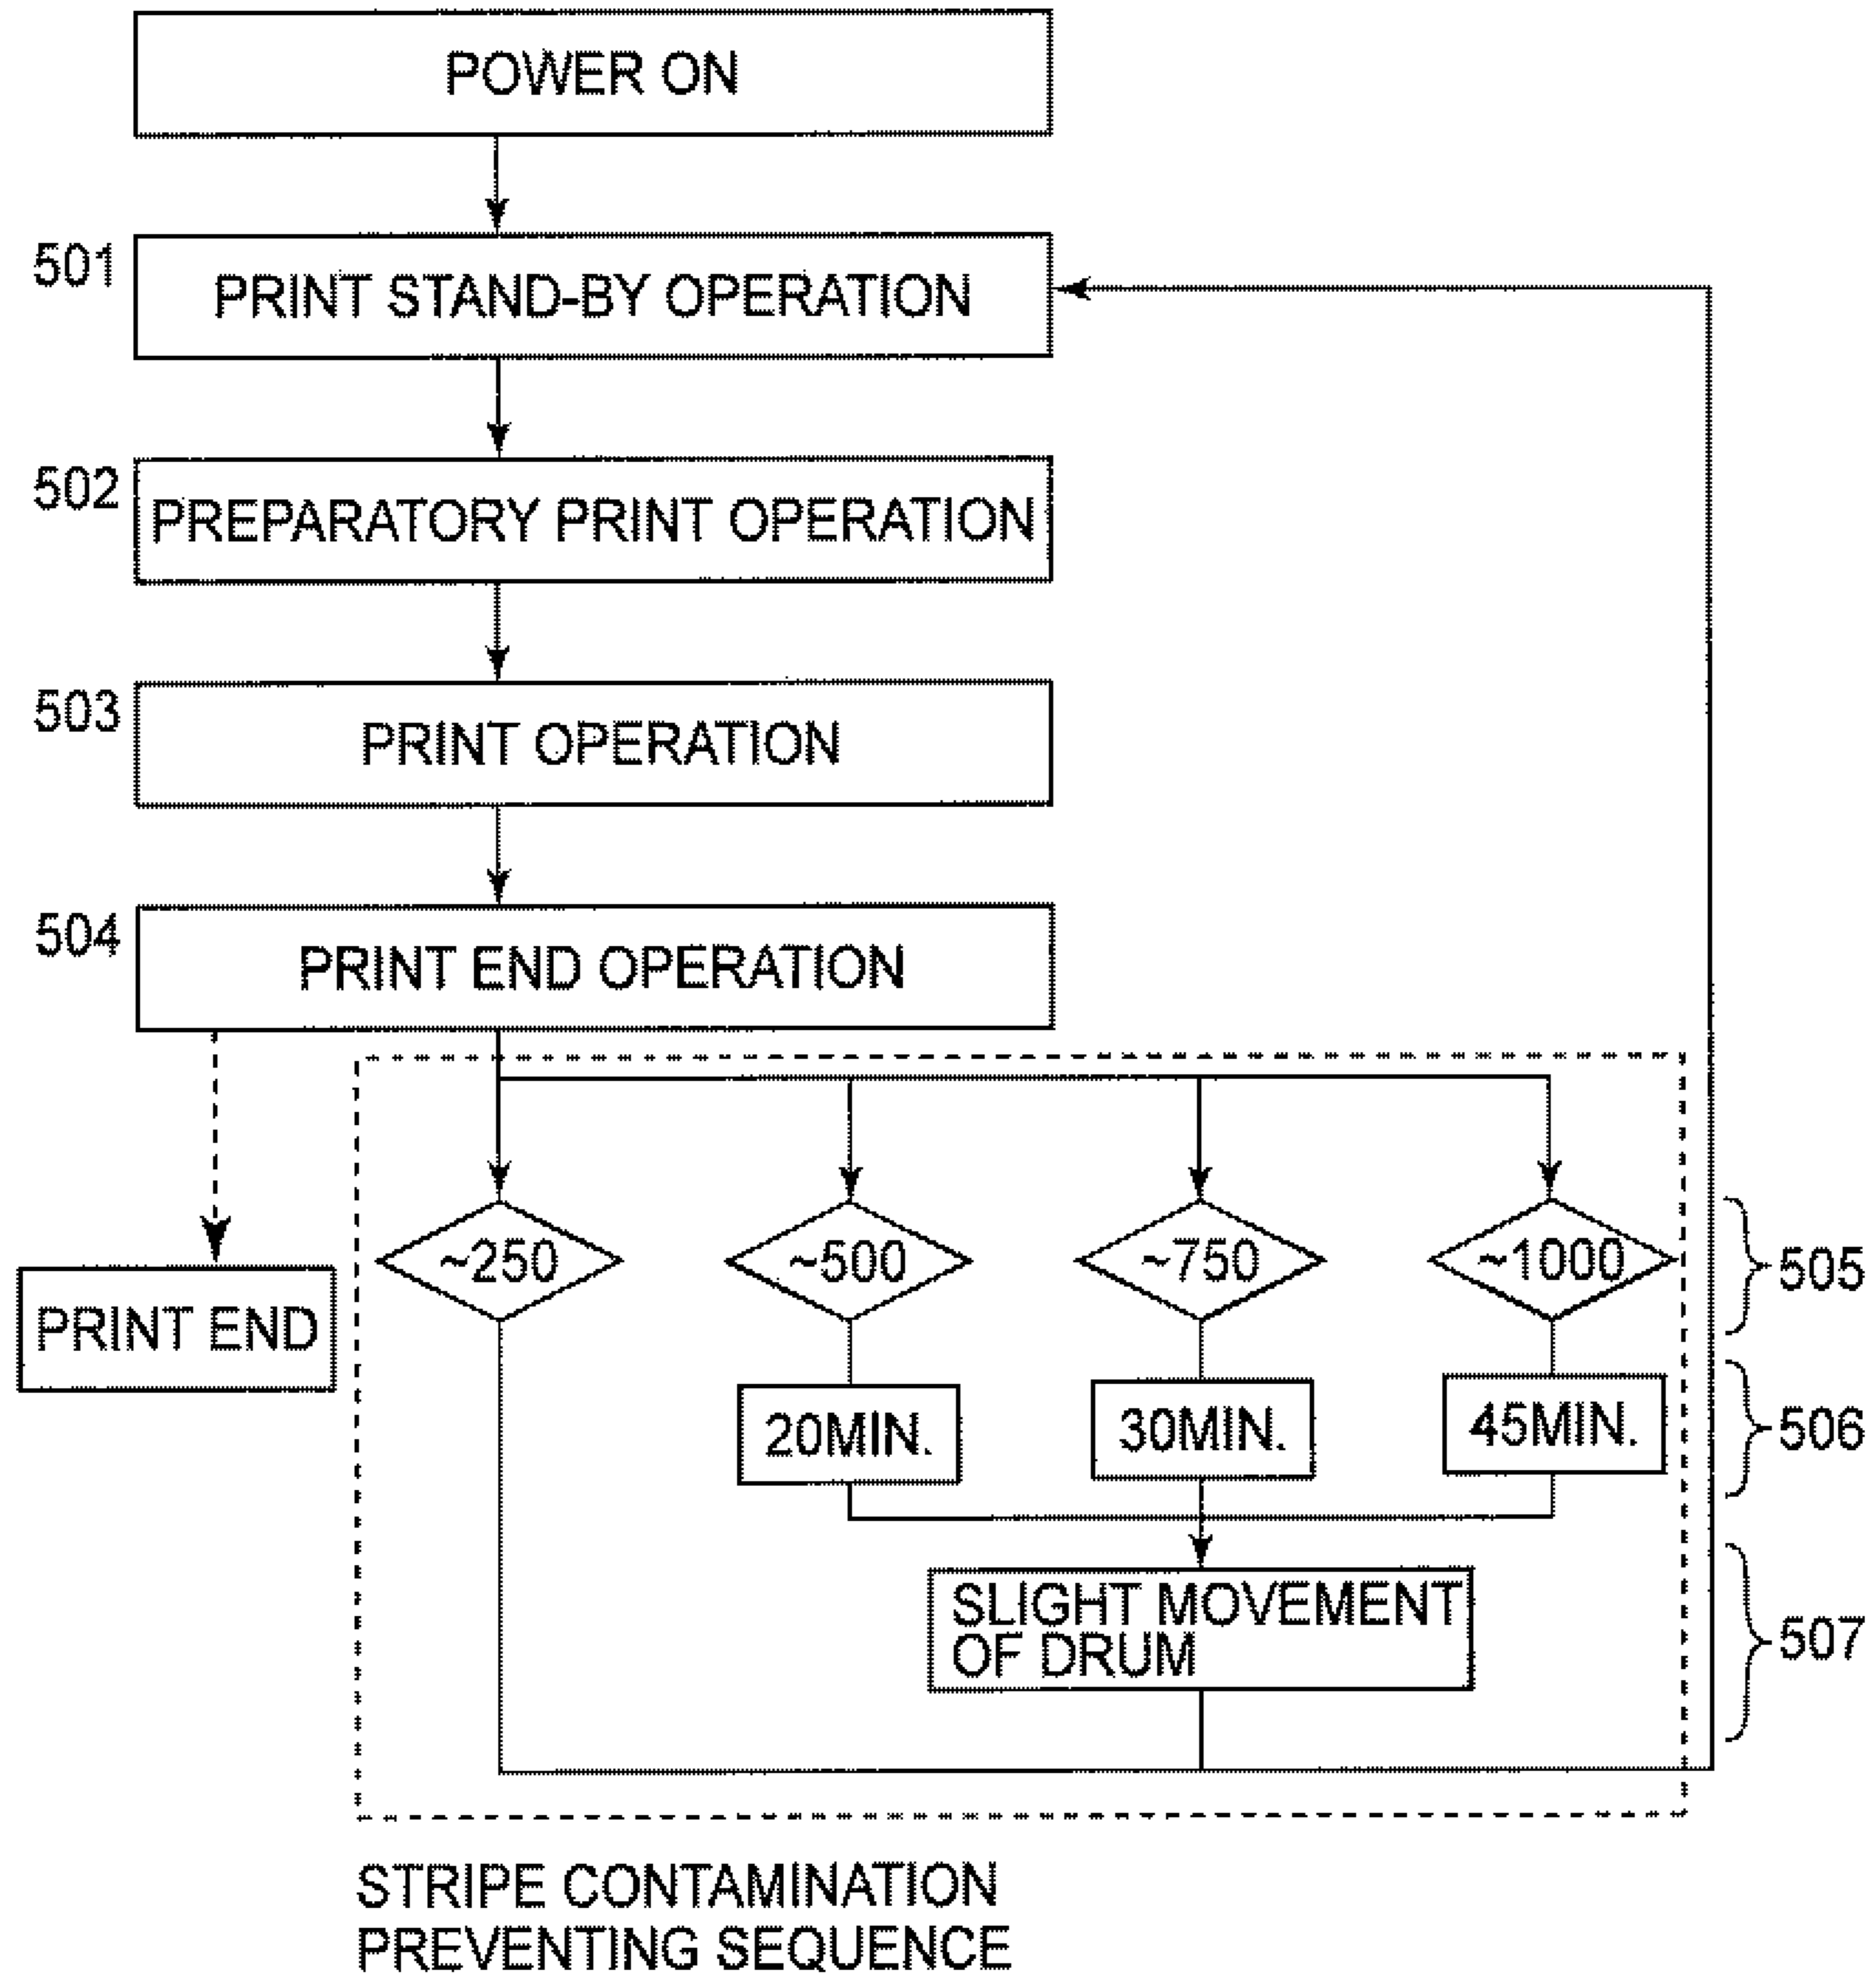 POWER ON
501
PRINT STAND-BY OPERATION
502
PREPARATORY PRINT OPERATION
503
PRINT OPERATION
504
PRINT END OPERATION
~250
~500
~750
~1000
505
PRINT END
20MIN.
30MIN.
45MIN.
506
SLIGHT MOVEMENT
OF DRUM
507
STRIPE CONTAMINATION
PREVENTING SEQUENCE